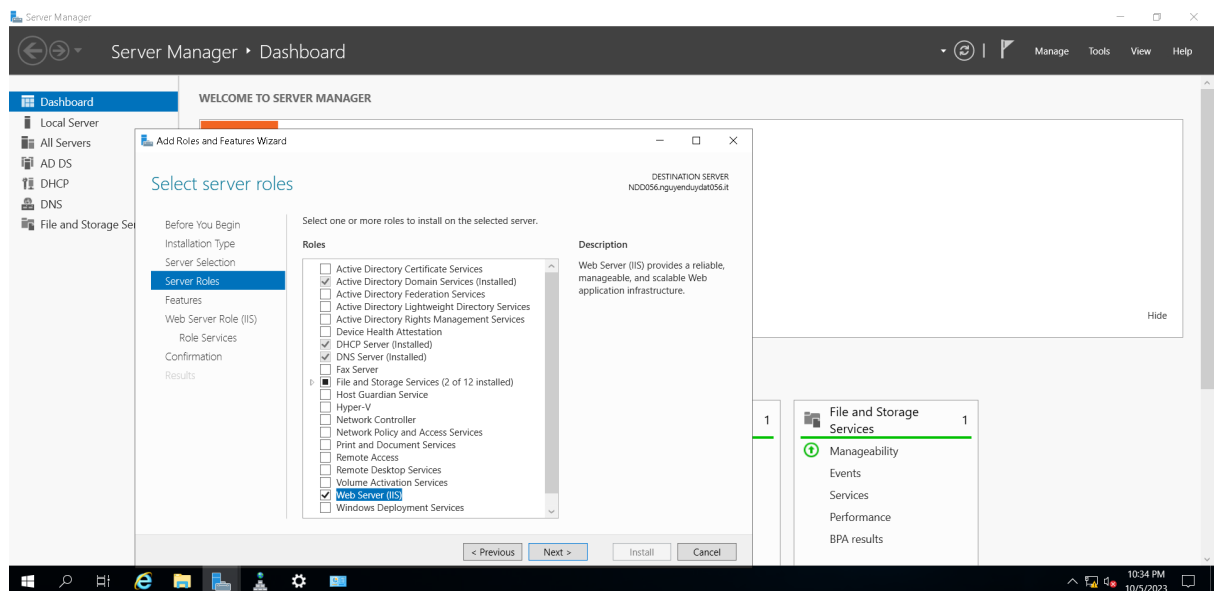 Server Manager
Server Manager • Dashboard
Manage Tools View Help
Dashboard
Local Server
All Servers
AD DS
DHCP
DNS
File and Storage Ser
WELCOME TO SERVER MANAGER
Add Roles and Features Wizard
Select server roles
DESTINATION SERVER
NDD056.nguyenduydat056.it
Before You Begin
Installation Type
Server Selection
Server Roles
Features
Web Server Role (IIS)
Role Services
Confirmation
Results
Select one or more roles to install on the selected server.
Roles
Active Directory Certificate Services
Active Directory Domain Services (Installed)
Active Directory Federation Services
Active Directory Lightweight Directory Services
Active Directory Rights Management Services
Device Health Attestation
DHCP Server (Installed)
DNS Server (Installed)
Fax Server
File and Storage Services (2 of 12 installed)
Host Guardian Service
Hyper-V
Network Controller
Network Policy and Access Services
Print and Document Services
Remote Access
Remote Desktop Services
Volume Activation Services
Web Server (IIS)
Windows Deployment Services
Description
Web Server (IIS) provides a reliable,
manageable, and scalable Web
application infrastructure.
< Previous Next > Install Cancel
Hide
1
File and Storage
Services 1
Manageability
Events
Services
Performance
BPA results
10:34 PM
10/5/2023